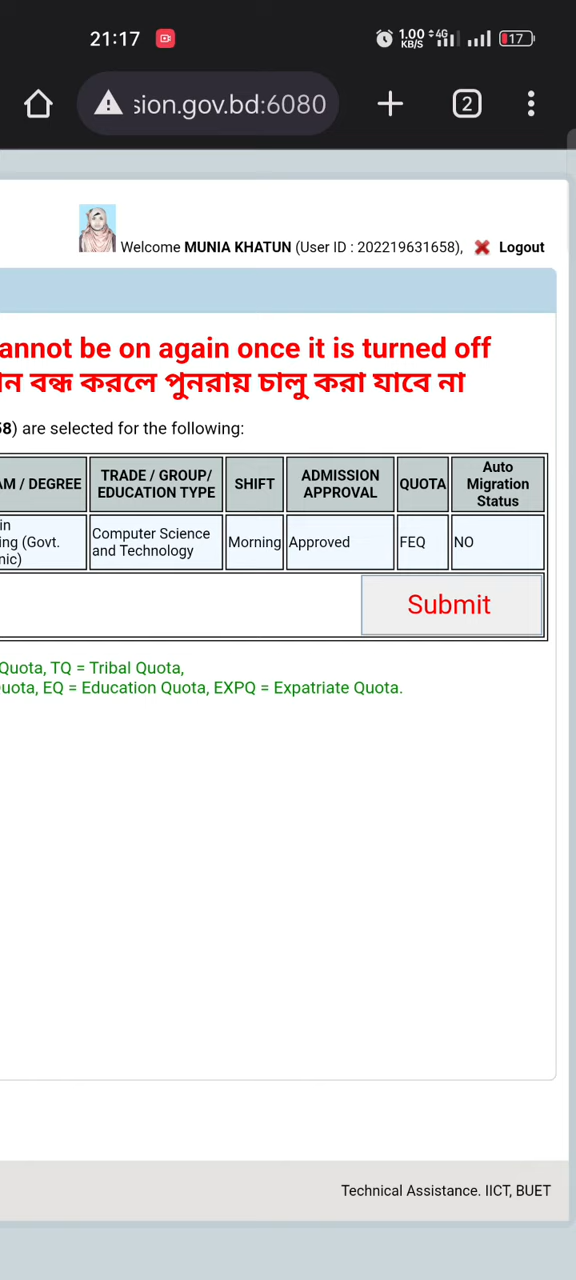 21:17
1.00 KB/S 4G 17
sion.gov.bd:6080 2
Welcome MUNIA KHATUN (User ID : 202219631658), Logout
annot be on again once it is turned off
ন বন্ধ করলে পুনরায় চালু করা যাবে না
58) are selected for the following:
AM / DEGREE TRADE / GROUP/ EDUCATION TYPE SHIFT ADMISSION APPROVAL QUOTA Auto Migration Status
in
ing (Govt.
nic)
Computer Science
and Technology
Morning Approved FEQ NO
Submit
Quota, TQ = Tribal Quota,
uota, EQ = Education Quota, EXPQ = Expatriate Quota.
Technical Assistance. IICT, BUET